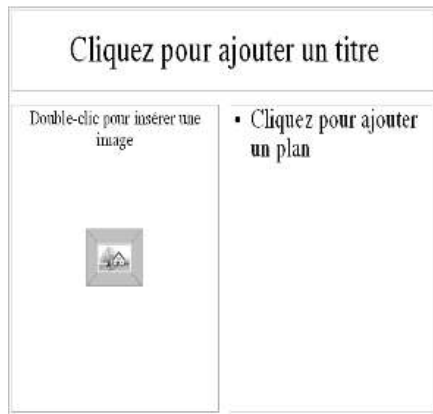 Cliquez pour ajouter un titre
Double-clic pour insérer une
image
• Cliquez pour ajouter
un plan